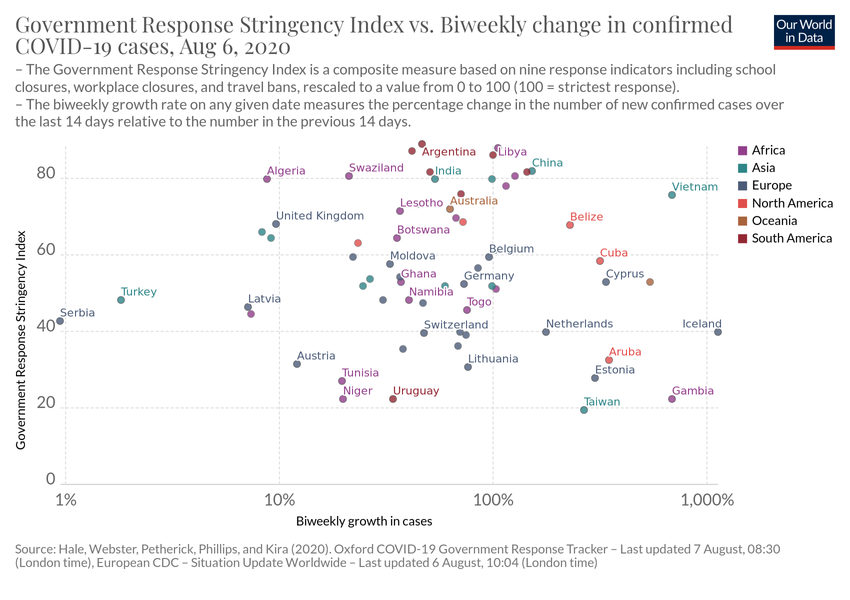 Government Response Stringency Index vs. Biweekly change in confirmed
COVID-19 cases, Aug 6, 2020
Our World
in Data
– The Government Response Stringency Index is a composite measure based on nine response indicators including school
closures, workplace closures, and travel bans, rescaled to a value from 0 to 100 (100 = strictest response).
– The biweekly growth rate on any given date measures the percentage change in the number of new confirmed cases over
the last 14 days relative to the number in the previous 14 days.
Government Response Stringency Index
80
60
40
20
0
Argentina
Libya
Algeria
Swaziland
India
China
Vietnam
Lesotho
Australia
United Kingdom
Belize
Botswana
Moldova
Belgium
Cuba
Ghana
Germany
Cyprus
Turkey
Latvia
Namibia
Togo
Serbia
Switzerland
Netherlands
Iceland
Austria
Lithuania
Aruba
Estonia
Tunisia
Niger
Uruguay
Taiwan
Gambia
Africa
Asia
Europe
North America
Oceania
South America
1%
10%
100%
1,000%
Biweekly growth in cases
Source: Hale, Webster, Petherick, Phillips, and Kira (2020). Oxford COVID-19 Government Response Tracker – Last updated 7 August, 08:30
(London time), European CDC – Situation Update Worldwide – Last updated 6 August, 10:04 (London time)